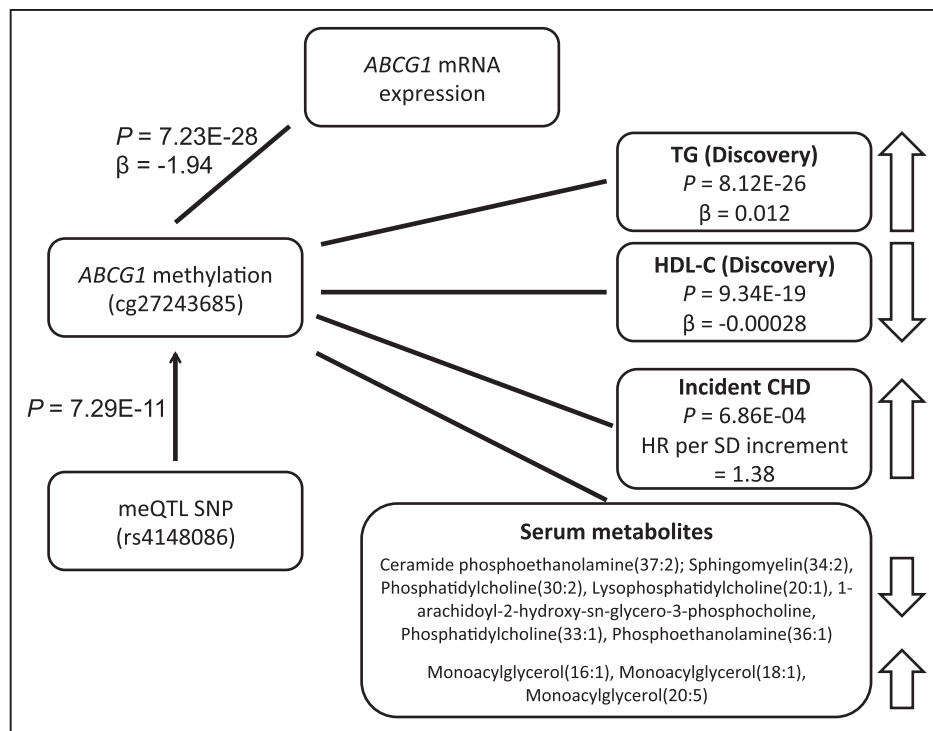 ABCG1 mRNA
expression
P = 7.23E-28
β = -1.94
TG (Discovery)
P = 8.12E-26
β = 0.012
ABCG1 methylation
(cg27243685)
HDL-C (Discovery)
P = 9.34E-19
β = -0.00028
Incident CHD
P = 6.86E-04
HR per SD increment
= 1.38
P = 7.29E-11
meQTL SNP
(rs4148086)
Serum metabolites
Ceramide phosphoethanolamine(37:2); Sphingomyelin(34:2),
Phosphatidylcholine(30:2), Lysophosphatidylcholine(20:1), 1-
arachidoyl-2-hydroxy-sn-glycero-3-phosphocholine,
Phosphatidylcholine(33:1), Phosphoethanolamine(36:1)
Monoacylglycerol(16:1), Monoacylglycerol(18:1),
Monoacylglycerol(20:5)